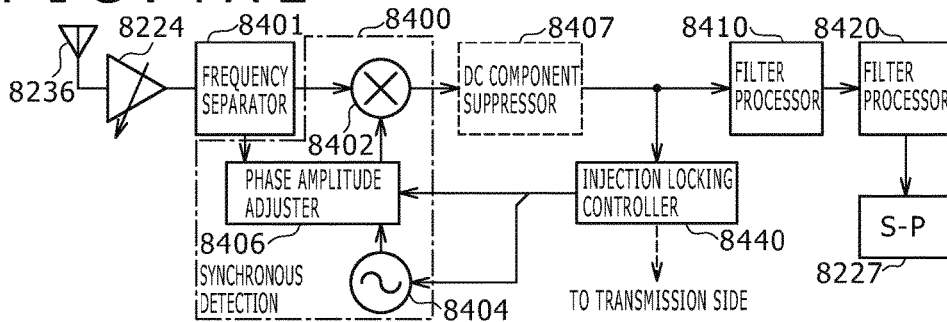 8224
8401
8400
8407
8410
8420
8236
FREQUENCY
SEPARATOR
8402
DC COMPONENT
SUPPRESSOR
FILTER
PROCESSOR
FILTER
PROCESSOR
PHASE AMPLITUDE
ADJUSTER
INJECTION LOCKING
CONTROLLER
8406
8440
S-P
8227
SYNCHRONOUS
DETECTION
8404
TO TRANSMISSION SIDE